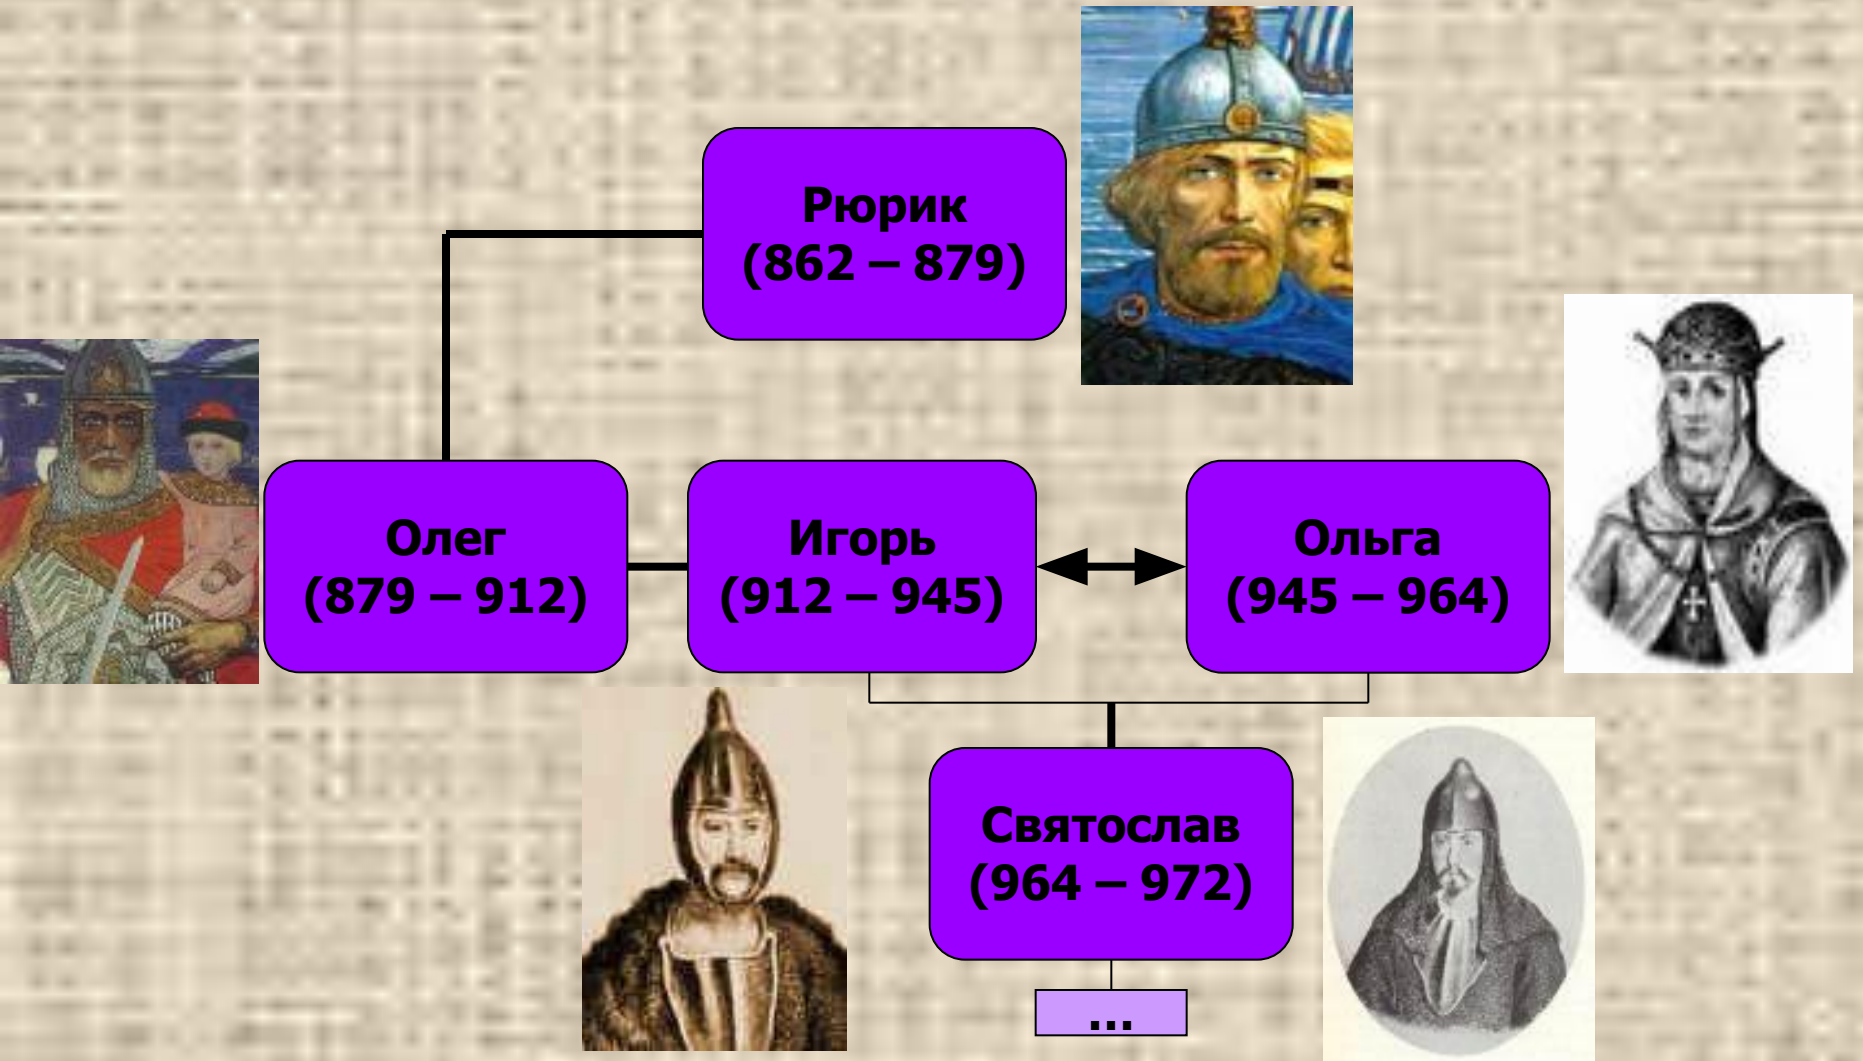 Рюрик
(862 – 879)
Олег
(879 – 912)
Игорь
(912 – 945)
Ольга
(945 – 964)
Святослав
(964 – 972)
...